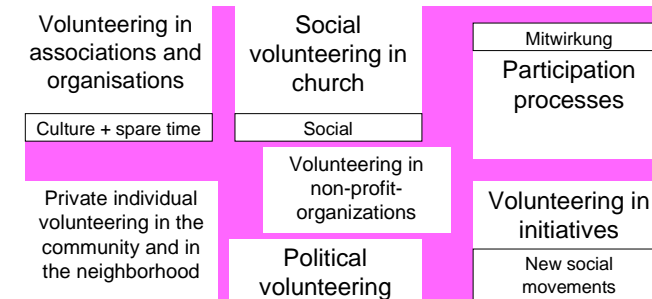 Volunteering in
associations and
organisations
Culture + spare time
Social
volunteering in
church
Social
Mitwirkung
Participation
processes
Volunteering in
non-profit-
organizations
Private individual
volunteering in the
community and in
the neighborhood
Political
volunteering
Volunteering in
initiatives
New social
movements